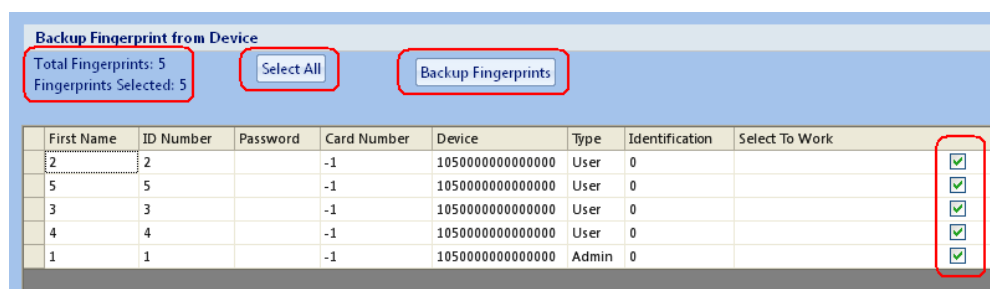 Backup Fingerprint from Device
Total Fingerprints: 5
Fingerprints Selected: 5
Select All
Backup Fingerprints
First Name ID Number Password Card Number Device Type Identification Select To Work
2 2 -1 1050000000000000 User 0
5 5 -1 1050000000000000 User 0
3 3 -1 1050000000000000 User 0
4 4 -1 1050000000000000 User 0
1 1 -1 1050000000000000 Admin 0